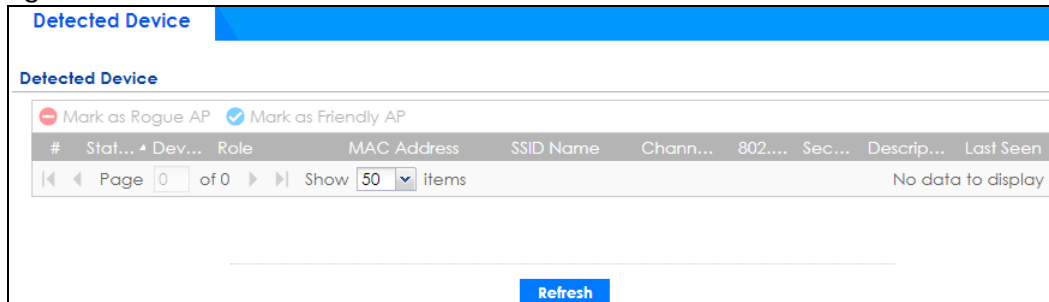 Detected Device
Detected Device
Mark as Rogue AP Mark as Friendly AP
# Stat... Dev... Role MAC Address SSID Name Chann... 802.... Sec... Descrip... Last Seen
Page 0 of 0 Show 50 items No data to display
Refresh